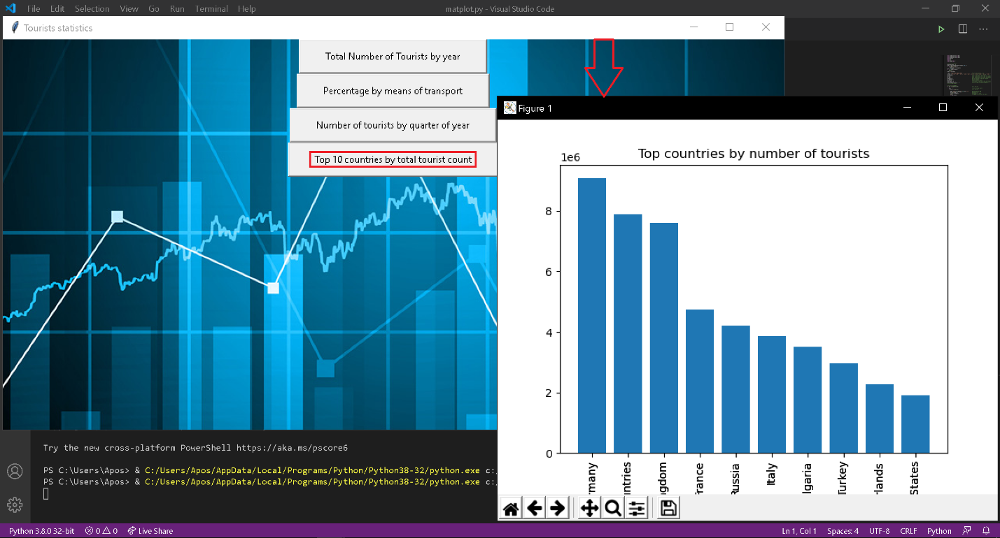 File Edit Selection View Go Run Terminal Help
matplot.py - Visual Studio Code
Tourists statistics
Total Number of Tourists by year
Percentage by means of transport
Number of tourists by quarter of year
Top 10 countries by total tourist count
Figure 1
Top countries by number of tourists
1e6
8
6
4
2
0
rmany
ntries
gdom
rance
Russia
Italy
lgaria
Turkey
rlands
States
Try the new cross-platform PowerShell https://aka.ms/pscore6
PS C:\Users\Apos> & C:/Users/Apos/AppData/Local/Programs/Python/Python38-32/python.exe c:/
PS C:\Users\Apos> & C:/Users/Apos/AppData/Local/Programs/Python/Python38-32/python.exe c:/
Python 3.8.0 32-bit 0 0 Live Share
Ln 1, Col 1 Spaces: 4 UTF-8 CRLF Python